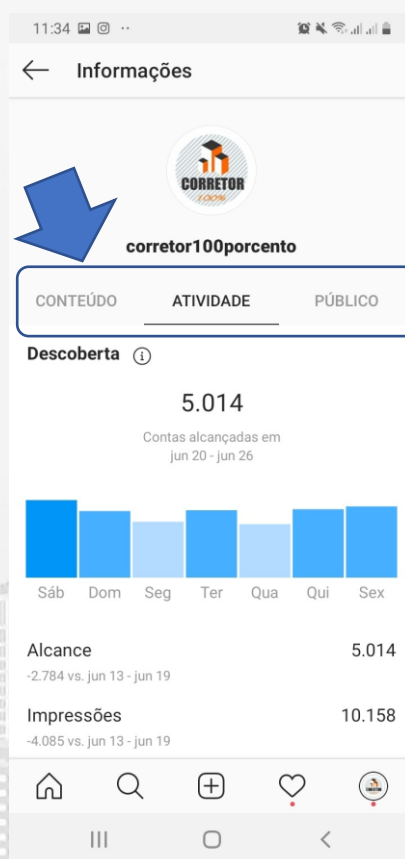 11:34
Informações
CORRETOR
100%
corretor100porcento
CONTEÚDO ATIVIDADE PÚBLICO
Descoberta
5.014
Contas alcançadas em
jun 20 - jun 26
Sáb Dom Seg Ter Qua Qui Sex
Alcance 5.014
-2.784 vs. jun 13 - jun 19
Impressões 10.158
-4.085 vs. jun 13 - jun 19